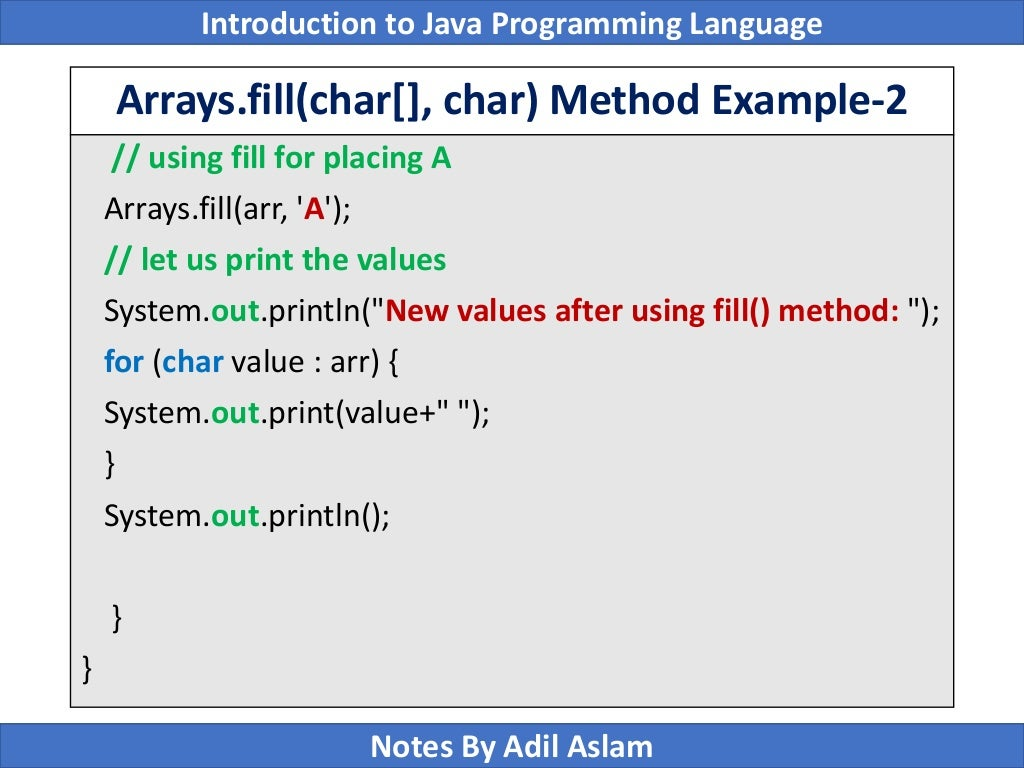 Introduction to Java Programming Language
Arrays.fill(char[], char) Method Example-2
// using fill for placing A
Arrays.fill(arr, 'A');
// let us print the values
System.out.println("New values after using fill() method: ");
for (char value : arr) {
System.out.print(value+" ");
}
System.out.println();
}
}
Notes By Adil Aslam